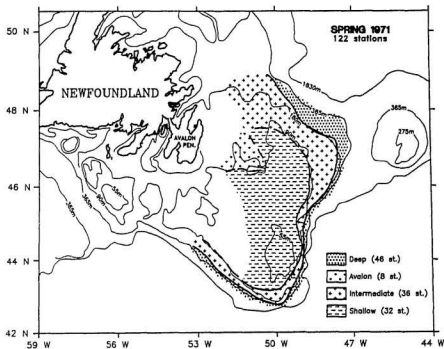 50 N
SPRING 1971
122 stations
NEWFOUNDLAND
48
AVALON
PEN.
1830m
365m
275m
46
365m
44
Deep (46 st.)
Avalon (8 st.)
Intermediate (36 st.)
Shallow (32 st.)
42 N
59 W
56
53
50
47
44 W